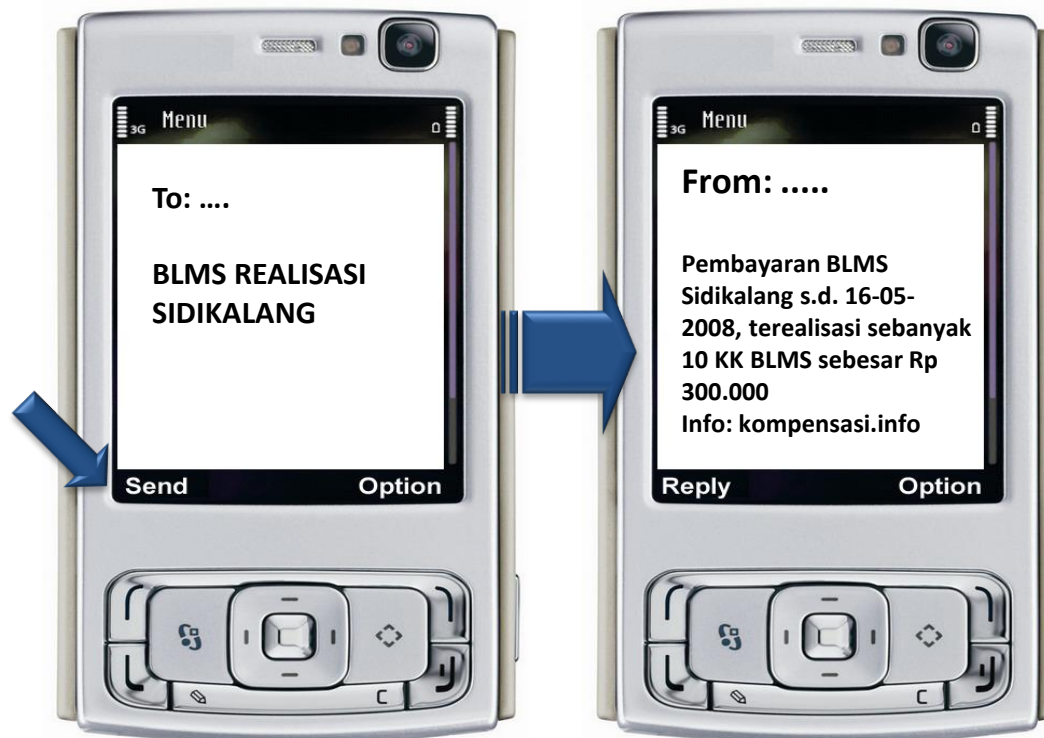 3G Menu
To: ….
BLMS REALISASI
SIDIKALANG
Send Option
C
3G Menu
From: .....
Pembayaran BLMS
Sidikalang s.d. 16-05-
2008, terealisasi sebanyak
10 KK BLMS sebesar Rp
300.000
Info: kompensasi.info
Reply Option
C